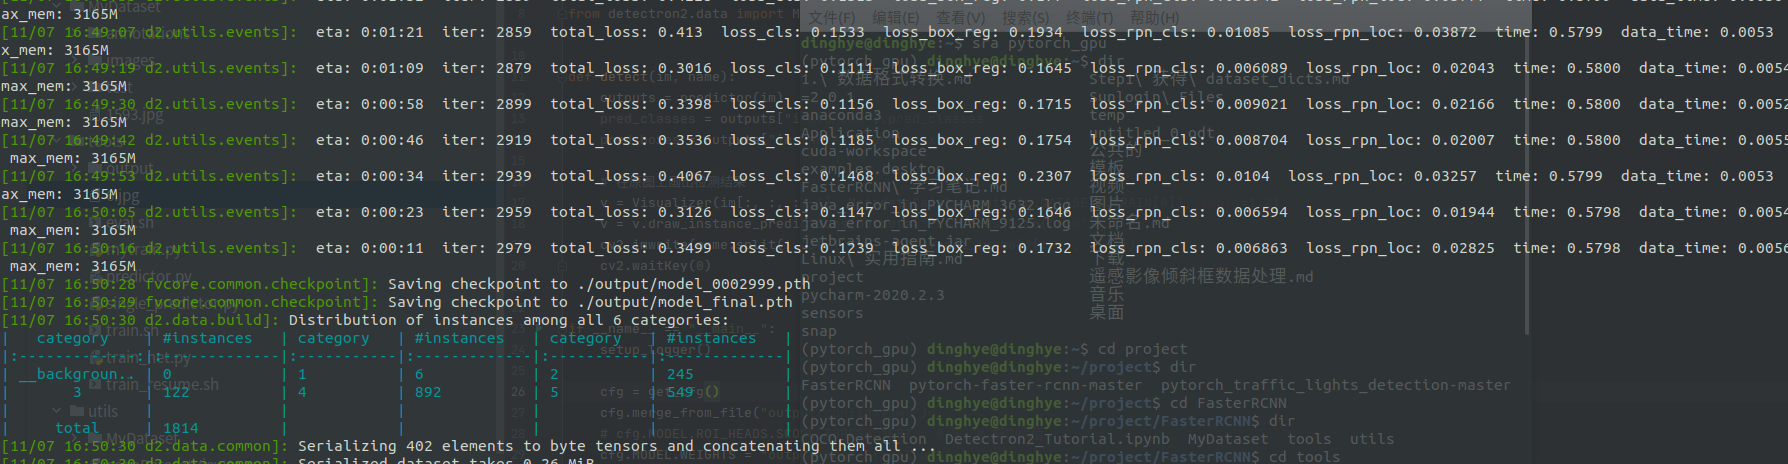 ax_mem: 3165M
[11/07 16:49:07 d2.utils.events]: eta: 0:01:21 iter: 2859 total_loss: 0.413 loss_cls: 0.1533 loss_box_reg: 0.1934 loss_rpn_cls: 0.01085 loss_rpn_loc: 0.03872 time: 0.5799 data_time: 0.0053
x_mem: 3165M
[11/07 16:49:19 d2.utils.events]: eta: 0:01:09 iter: 2879 total_loss: 0.3016 loss_cls: 0.1111 loss_box_reg: 0.1645 loss_rpn_cls: 0.006089 loss_rpn_loc: 0.02043 time: 0.5800 data_time: 0.0054
max_mem: 3165M
[11/07 16:49:30 d2.utils.events]: eta: 0:00:58 iter: 2899 total_loss: 0.3398 loss_cls: 0.1156 loss_box_reg: 0.1715 loss_rpn_cls: 0.009021 loss_rpn_loc: 0.02166 time: 0.5800 data_time: 0.0052
max_mem: 3165M
[11/07 16:49:42 d2.utils.events]: eta: 0:00:46 iter: 2919 total_loss: 0.3536 loss_cls: 0.1185 loss_box_reg: 0.1754 loss_rpn_cls: 0.008704 loss_rpn_loc: 0.02007 time: 0.5800 data_time: 0.005
max_mem: 3165M
[11/07 16:49:53 d2.utils.events]: eta: 0:00:34 iter: 2939 total_loss: 0.4067 loss_cls: 0.1468 loss_box_reg: 0.2307 loss_rpn_cls: 0.0104 loss_rpn_loc: 0.03257 time: 0.5799 data_time: 0.0053
ax_mem: 3165M
[11/07 16:50:05 d2.utils.events]: eta: 0:00:23 iter: 2959 total_loss: 0.3126 loss_cls: 0.1147 loss_box_reg: 0.1646 loss_rpn_cls: 0.006594 loss_rpn_loc: 0.01944 time: 0.5798 data_time: 0.005
max_mem: 3165M
[11/07 16:50:17 d2.utils.events]: eta: 0:00:11 iter: 2979 total_loss: 0.3499 loss_cls: 0.1239 loss_box_reg: 0.1732 loss_rpn_cls: 0.006863 loss_rpn_loc: 0.02825 time: 0.5798 data_time: 0.006
max_mem: 3165M
[11/07 16:50:28 fvcore.common.checkpoint]: Saving checkpoint to ./output/model_0002999.pth
[11/07 16:50:29 fvcore.common.checkpoint]: Saving checkpoint to ./output/model_final.pth
[11/07 16:50:30 d2.data.build]: Distribution of instances among all 6 categories:
| category | #instances | category | #instances | category | #instances |
|:----------:|:-------------|:----------:|:-------------|:----------:|:-------------|
| __backgroun.. | 0 | 1 | 6 | 2 | 245 |
| 3 | 122 | 4 | 892 | 5 | 549 |
| | | | | | |
| total | 1814 | | | | |
[11/07 16:50:30 d2.data.common]: Serializing 402 elements to byte tensors and concatenating them all ...
[11/07 16:50:30 d2.data.common]: Serialized dataset takes 0.26 MiB
文件(F) 编辑(E) 查看(V) 搜索(S) 终端(T) 帮助(H)
dinghye@dinghye:~$ sra pytorch_gpu
(pytorch_gpu) dinghye@dinghye:~$ dir
1.\ 数据格式转换.md Step1\ 获得\ dataset_dicts.md
Sunlogin\ Files
anaconda3 temp
Application untitled\ 0.odt
cuda-workspace 公共的
examples.desktop 模板
FasterRCNN\ 学习笔记.md 视频
java_error_in_PYCHARM_3632.log 图片
java_error_in_PYCHARM_9125.log 未命名.md
jetbrains-agent.jar 文档
Linux\ 实用指南.md 下载
project 遥感影像倾斜框数据处理.md
pycharm-2020.2.3 音乐
sensors 桌面
snap
(pytorch_gpu) dinghye@dinghye:~$ cd project
(pytorch_gpu) dinghye@dinghye:~/project$ dir
FasterRCNN pytorch-faster-rcnn-master pytorch_traffic_lights_detection-master
(pytorch_gpu) dinghye@dinghye:~/project$ cd FasterRCNN
(pytorch_gpu) dinghye@dinghye:~/project/FasterRCNN$ dir
COCO-Detection Detectron2_Tutorial.ipynb MyDataset tools utils
(pytorch_gpu) dinghye@dinghye:~/project/FasterRCNN$ cd tools